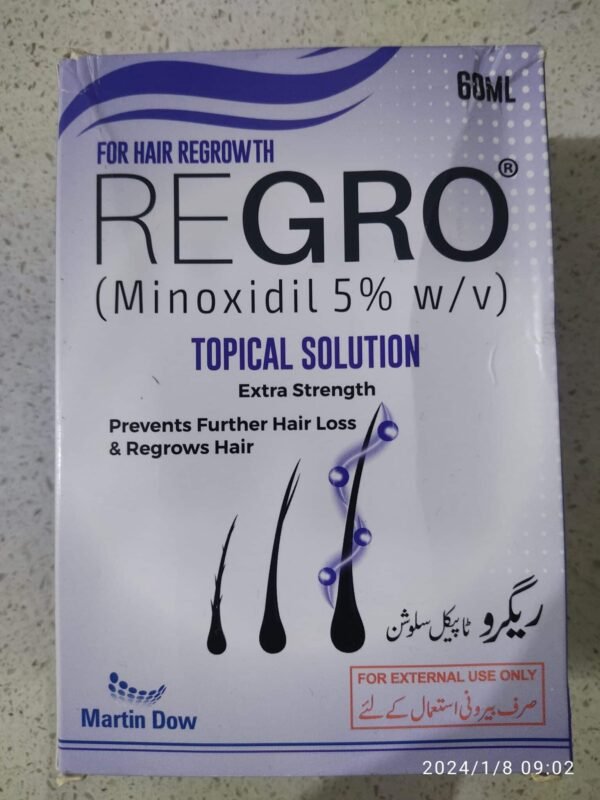 60ML
FOR HAIR REGROWTH
REGRO®
(Minoxidil 5% w/v)
TOPICAL SOLUTION
Extra Strength
Prevents Further Hair Loss
& Regrows Hair
ریگرو ٹاپیکل سلوشن
FOR EXTERNAL USE ONLY
صرف بیرونی استعمال کے لئے
Martin Dow
2024/1/8 09:02